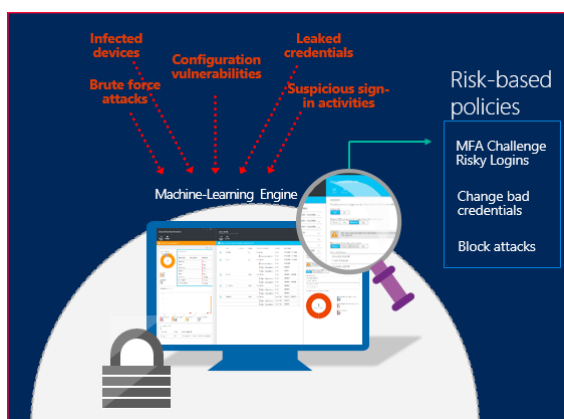 Infected
devices
Leaked
credentials
Configuration
vulnerabilities
Brute force
attacks
Suspicious sign-
in activities
Machine-Learning Engine
Risk-based
policies
MFA Challenge
Risky Logins
Change bad
credentials
Block attacks